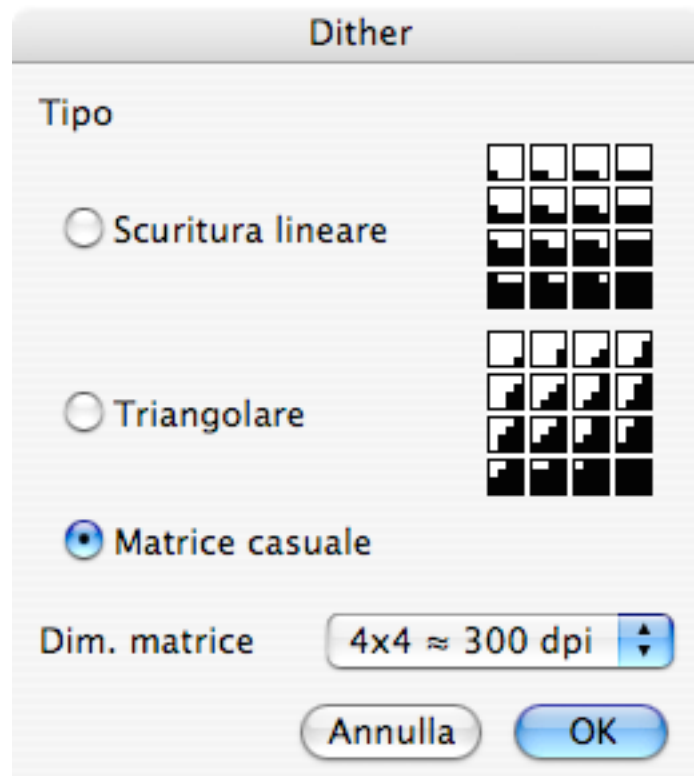 Dither
Tipo
Scuritura lineare
Triangolare
Matrice casuale
Dim. matrice 4x4 ≈ 300 dpi
Annulla OK